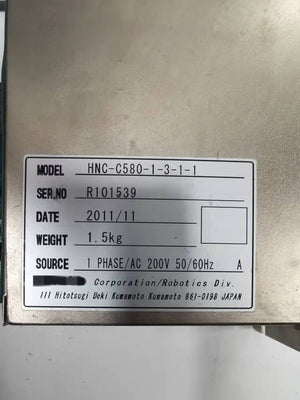 MODEL HNC-C580-1-3-1-1
SER.NO R101539
DATE 2011/11
WEIGHT 1.5kg
SOURCE 1 PHASE/AC 200V 50/60Hz A
Corporation/Robotics Div.
111 Hitotsugi Ueki Kumamoto Kumamoto 861-0198 JAPAN